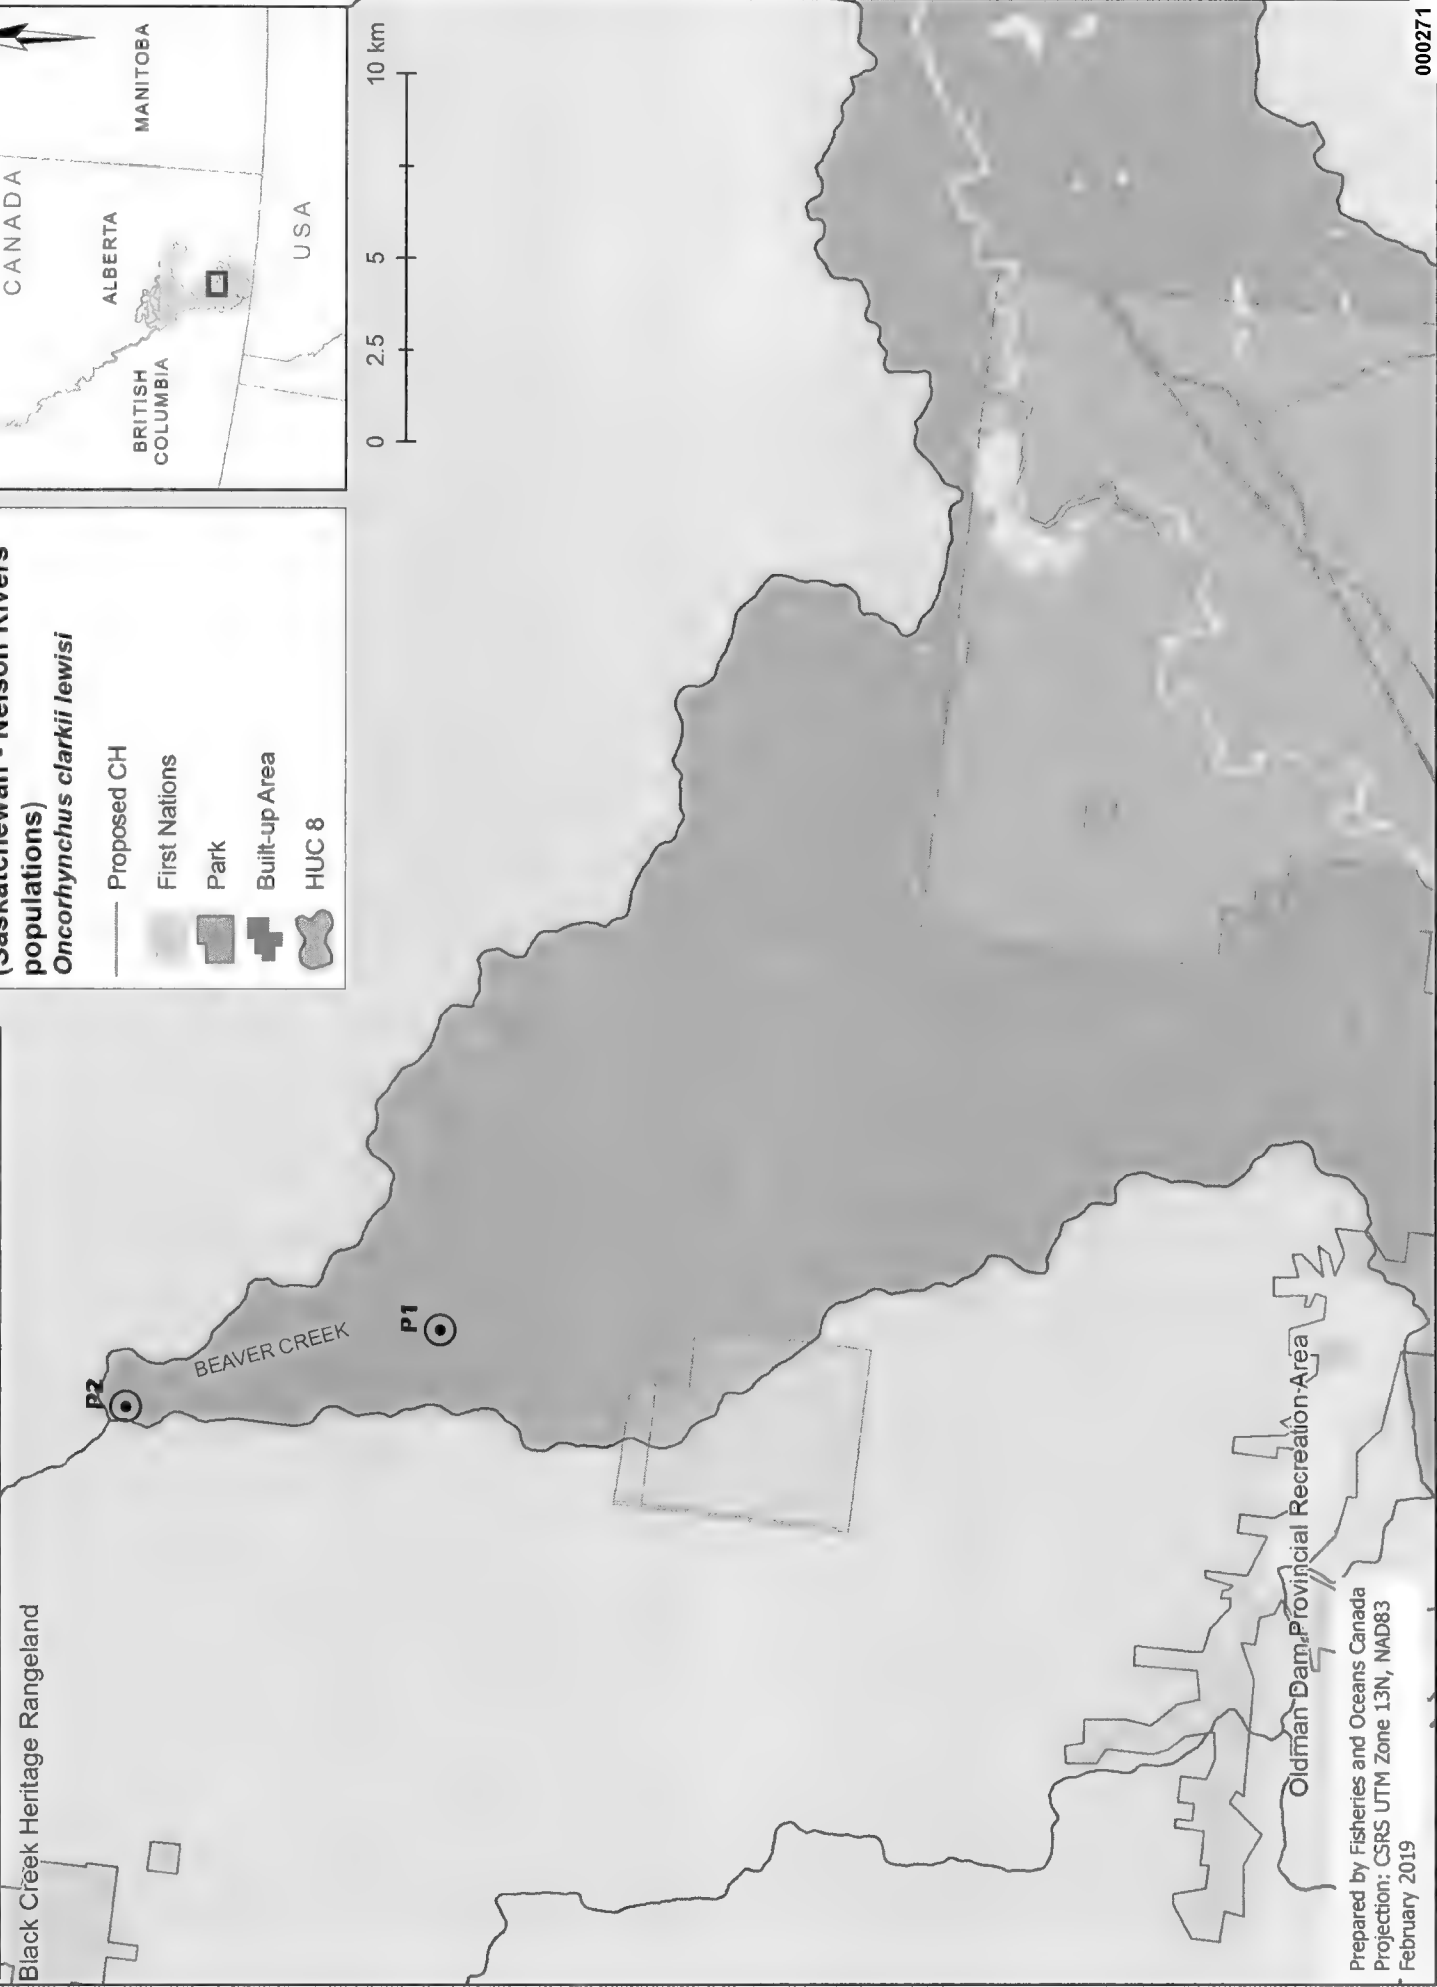 (Saskatchewan - Nelson Rivers
populations)
Oncorhynchus clarkii lewisi
Proposed CH
First Nations
Park
Built-up Area
HUC 8
CANADA
ALBERTA
MANITOBA
BRITISH
COLUMBIA
USA
0
2.5
5
10 km
Black Creek Heritage Rangeland
P2
BEAVER CREEK
P1
Oldman Dam Provincial Recreation Area
Prepared by Fisheries and Oceans Canada
Projection: CSRS UTM Zone 13N, NAD83
February 2019
000271